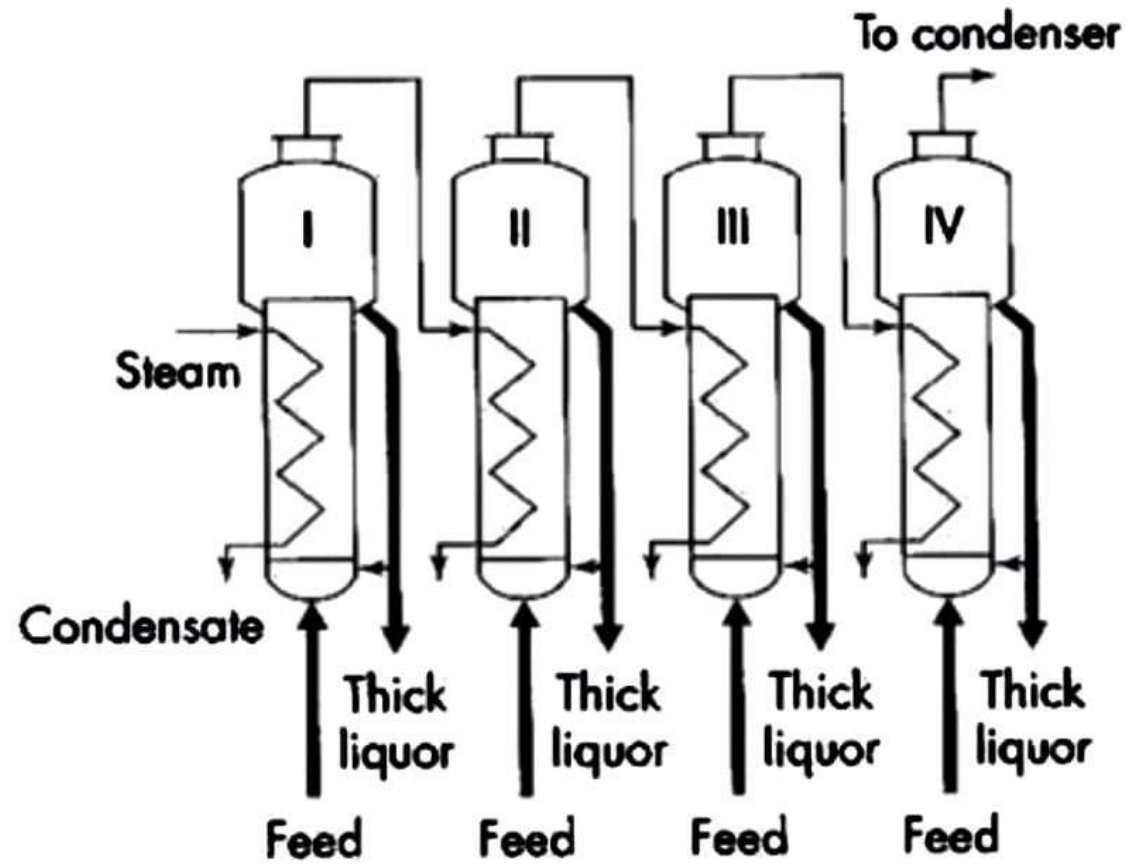 To condenser
I
II
III
IV
Steam
Condensate
Thick
liquor
Thick
liquor
Thick
liquor
Thick
liquor
Feed
Feed
Feed
Feed